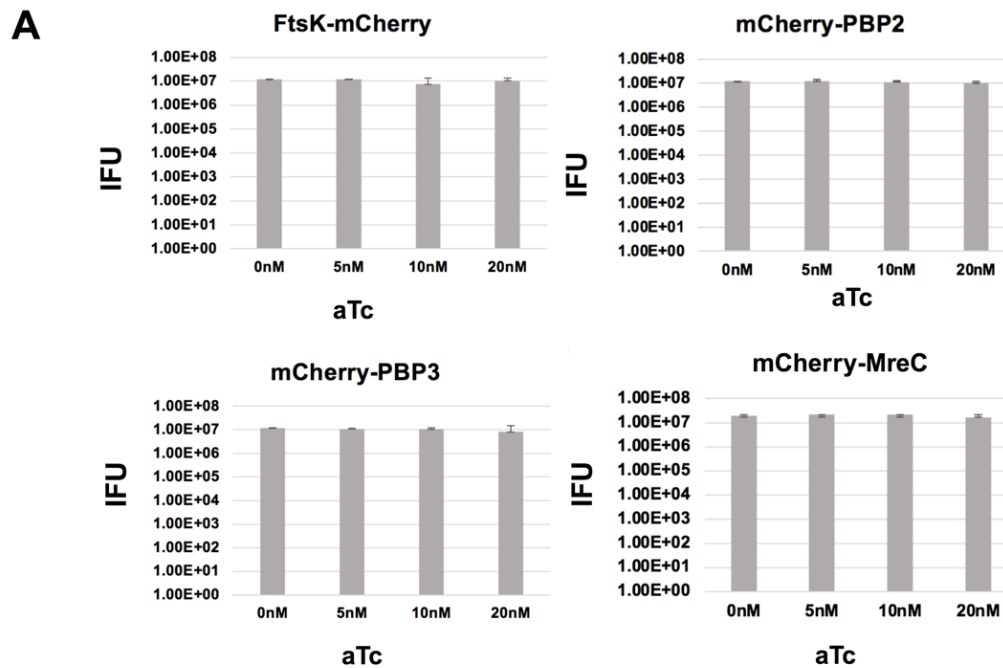 A
FtsK-mCherry
1.00E+08
1.00E+07
1.00E+06
1.00E+05
1.00E+04
1.00E+03
1.00E+02
1.00E+01
1.00E+00
IFU
0nM 5nM 10nM 20nM
aTc
mCherry-PBP2
1.00E+08
1.00E+07
1.00E+06
1.00E+05
1.00E+04
1.00E+03
1.00E+02
1.00E+01
1.00E+00
IFU
0nM 5nM 10nM 20nM
aTc
mCherry-PBP3
1.00E+08
1.00E+07
1.00E+06
1.00E+05
1.00E+04
1.00E+03
1.00E+02
1.00E+01
1.00E+00
IFU
0nM 5nM 10nM 20nM
aTc
mCherry-MreC
1.00E+08
1.00E+07
1.00E+06
1.00E+05
1.00E+04
1.00E+03
1.00E+02
1.00E+01
1.00E+00
IFU
0nM 5nM 10nM 20nM
aTc